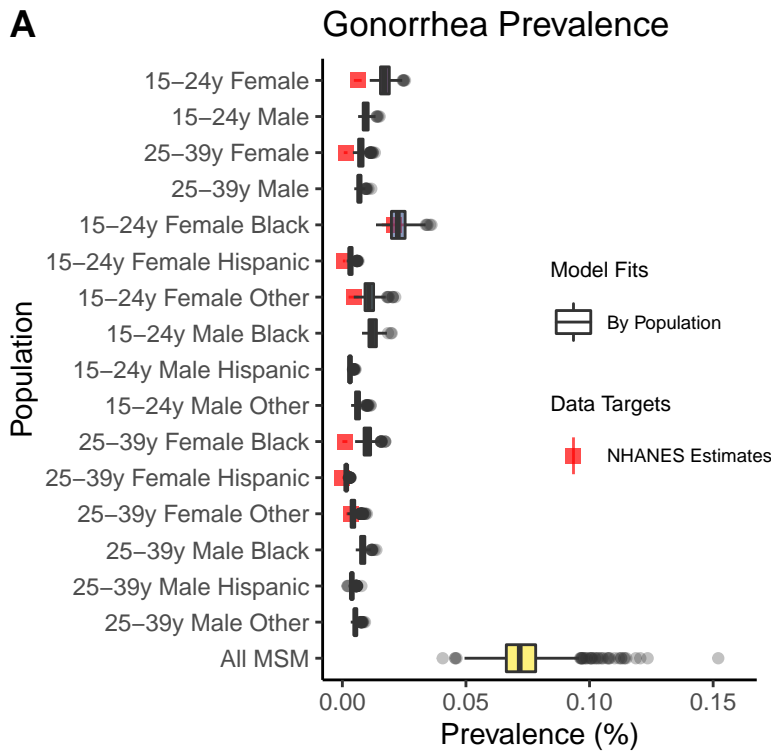 A
Gonorrhea Prevalence
Population
15−24y Female
15−24y Male
25−39y Female
25−39y Male
15−24y Female Black
15−24y Female Hispanic
15−24y Female Other
15−24y Male Black
15−24y Male Hispanic
15−24y Male Other
25−39y Female Black
25−39y Female Hispanic
25−39y Female Other
25−39y Male Black
25−39y Male Hispanic
25−39y Male Other
All MSM
Model Fits
By Population
Data Targets
NHANES Estimates
0.00 0.05 0.10 0.15
Prevalence (%)